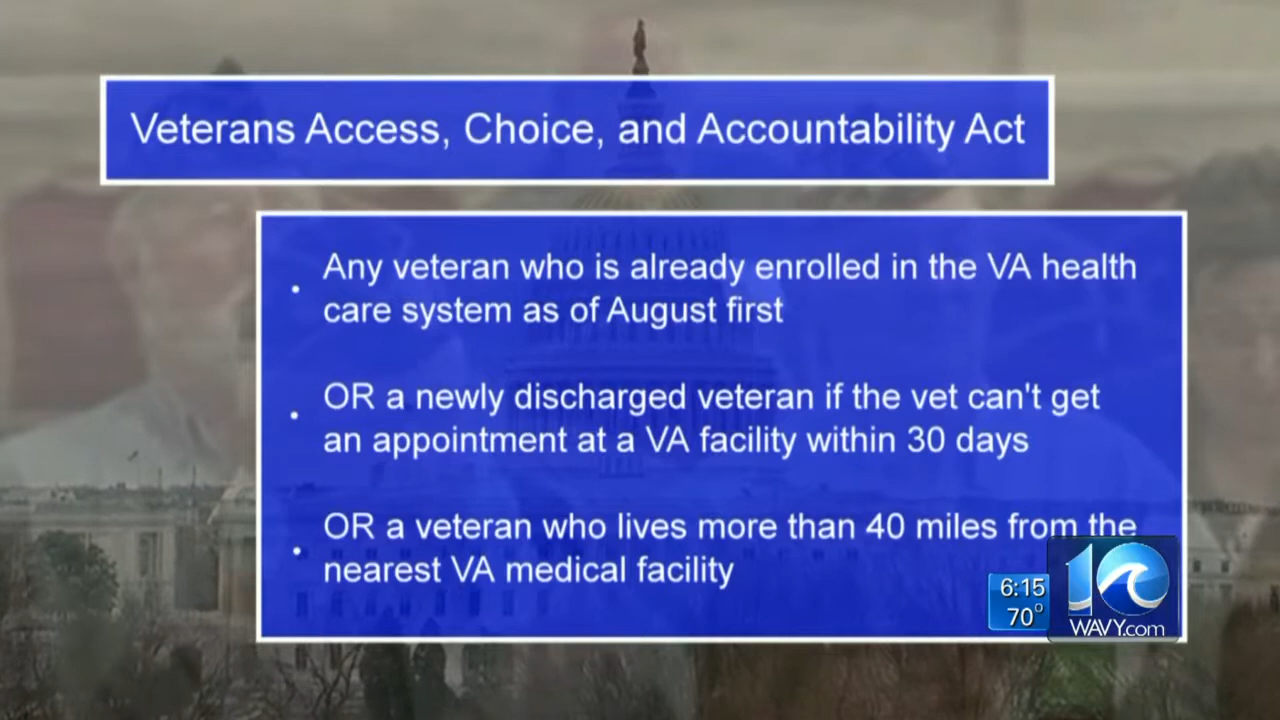 Veterans Access, Choice, and Accountability Act
• Any veteran who is already enrolled in the VA health
care system as of August first
• OR a newly discharged veteran if the vet can't get
an appointment at a VA facility within 30 days
• OR a veteran who lives more than 40 miles from the
nearest VA medical facility
6:15
70°
10
WAVY.com